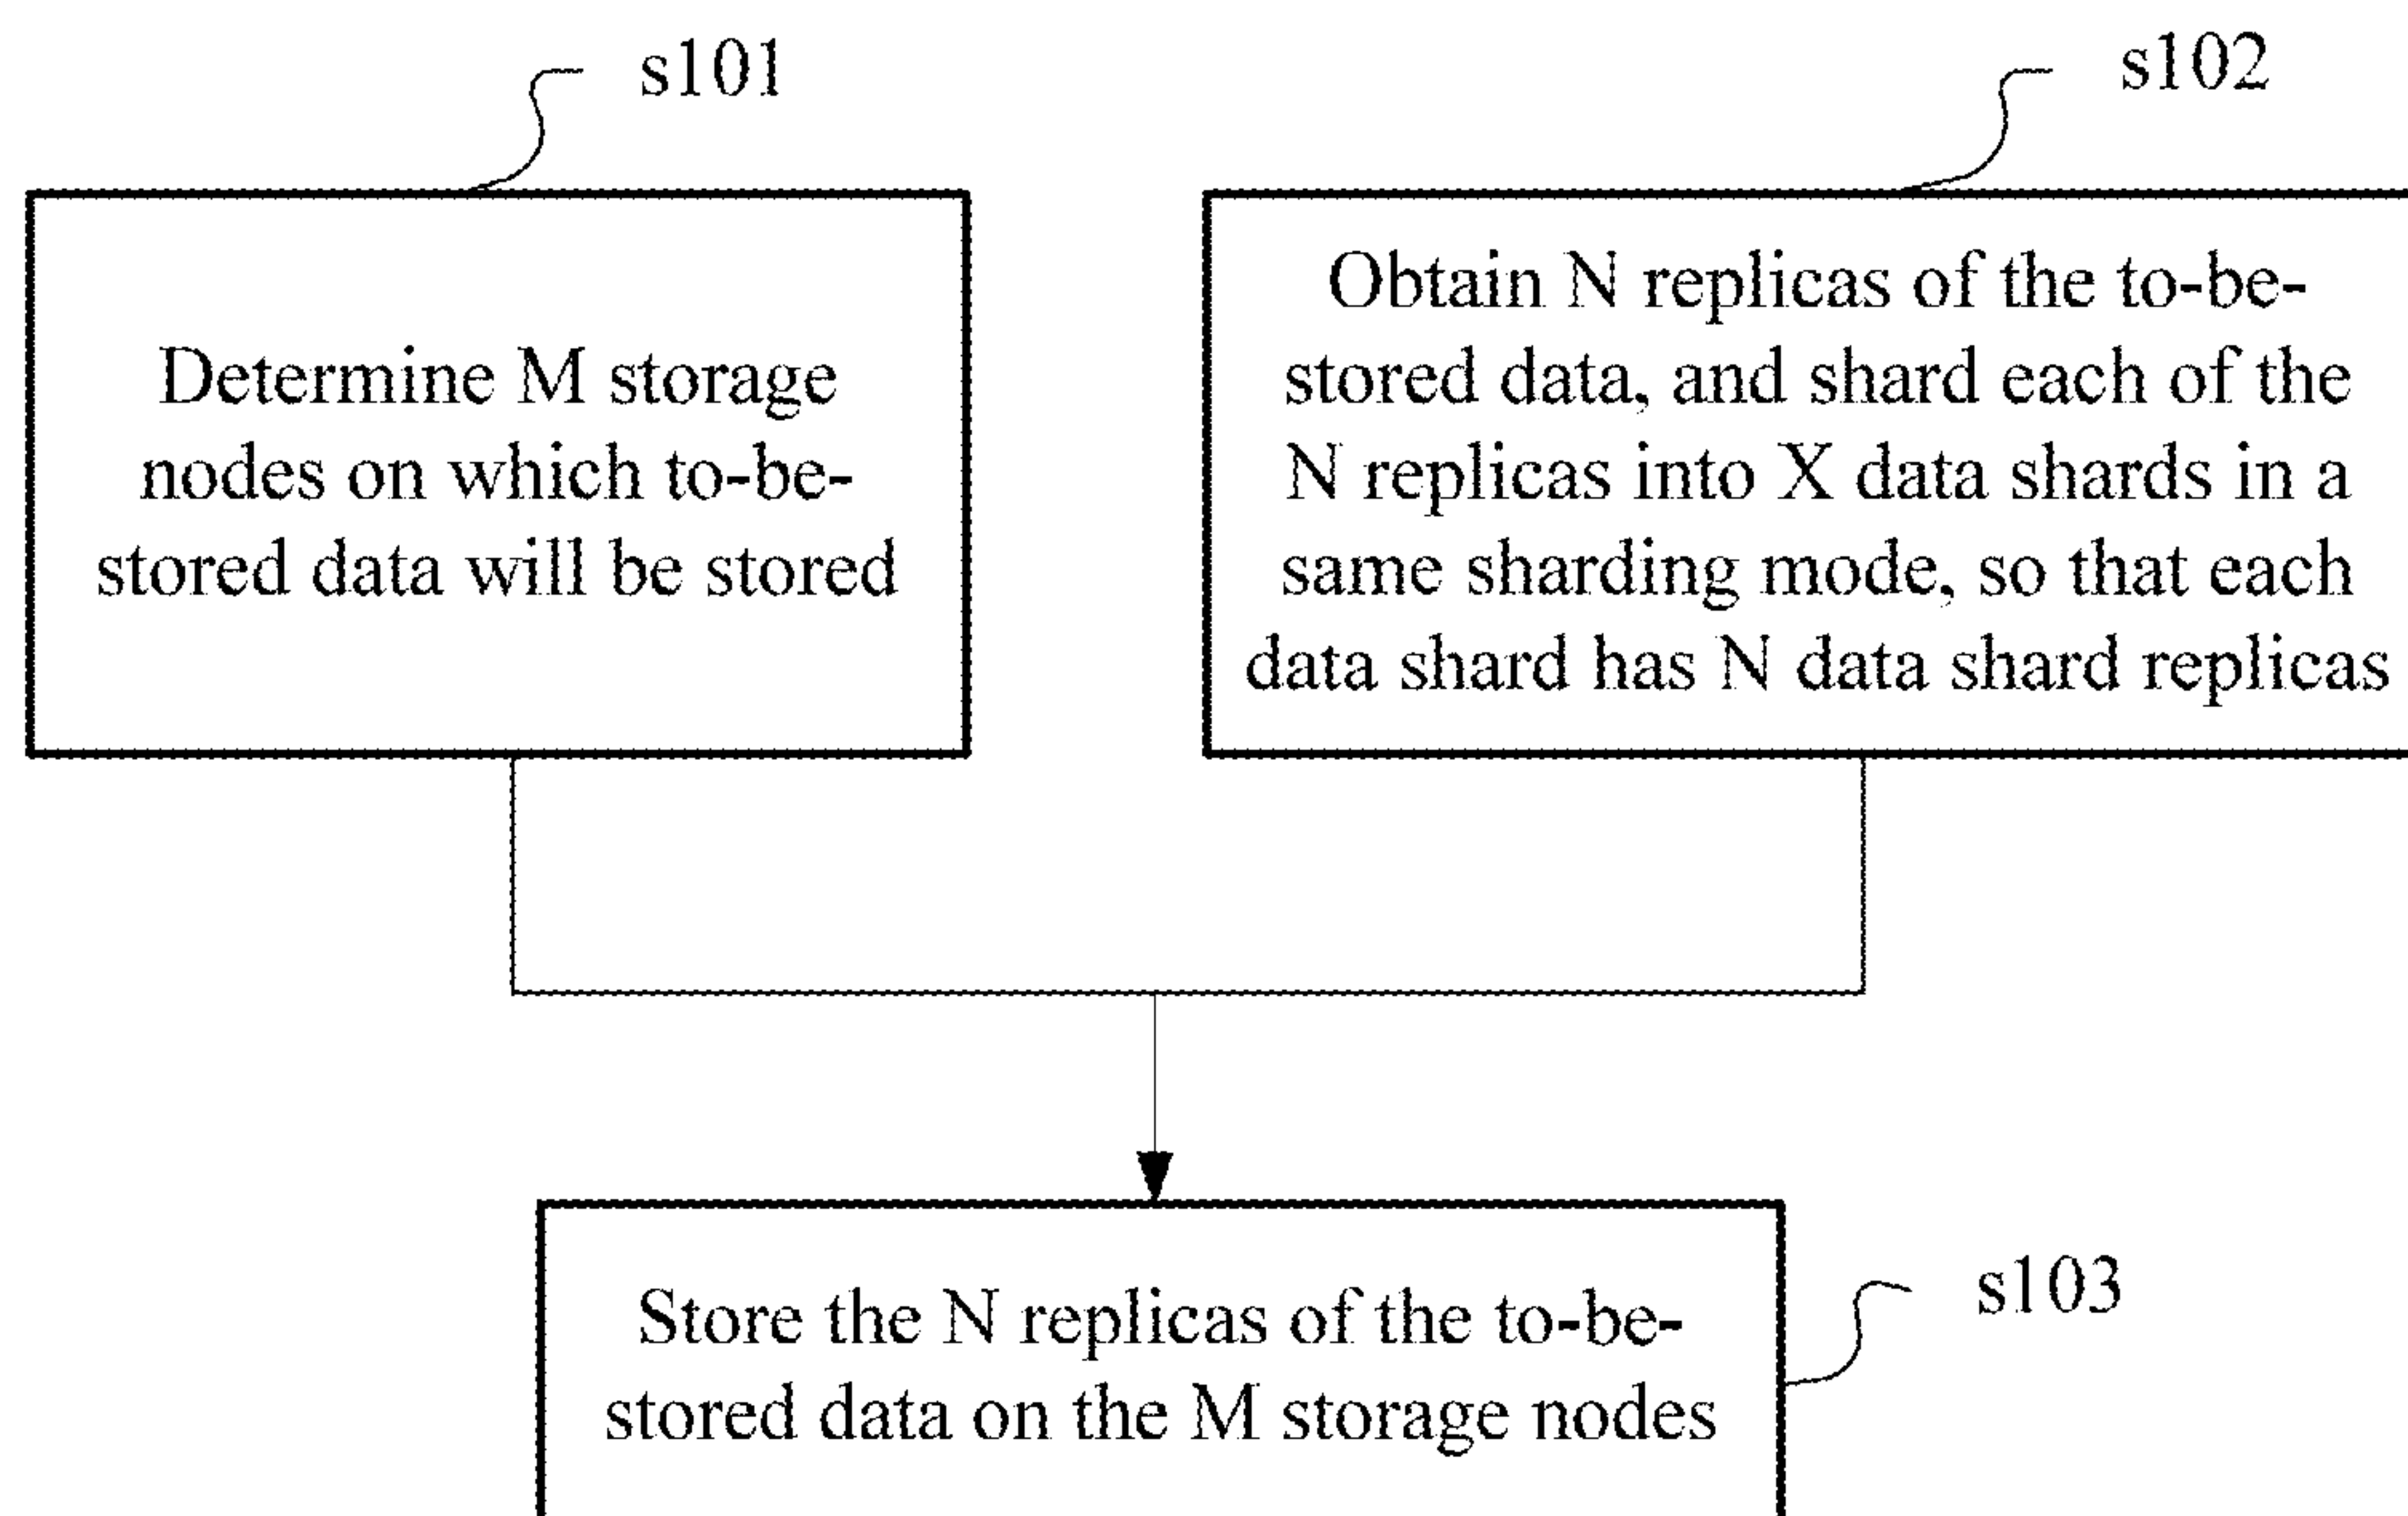 s101
Determine M storage
nodes on which to-be-
stored data will be stored
s102
Obtain N replicas of the to-be-
stored data, and shard each of the
N replicas into X data shards in a
same sharding mode, so that each
data shard has N data shard replicas
s103
Store the N replicas of the to-be-
stored data on the M storage nodes